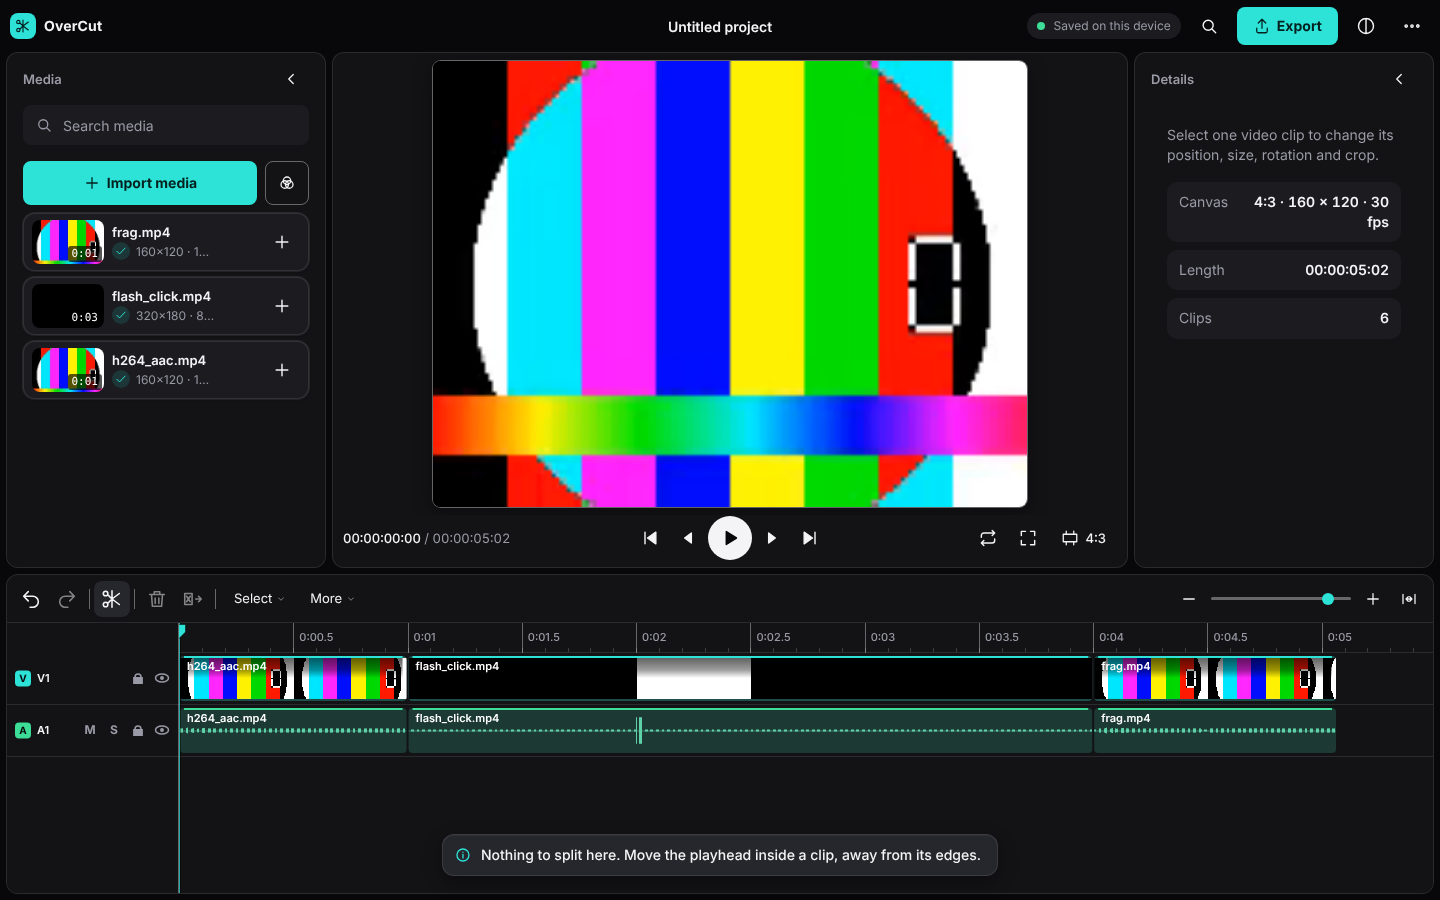 OverCut
Untitled project
Saved on this device
Export
Media
Search media
Import media
frag.mp4
0:01
160×120 · 1...
flash_click.mp4
0:03
320×180 · 8...
h264_aac.mp4
0:01
160×120 · 1...
00:00:00:00 / 00:00:05:02
4:3
Details
Select one video clip to change its
position, size, rotation and crop.
Canvas
4:3 · 160 × 120 · 30
fps
Length
00:00:05:02
Clips
6
Select
More
0:00.5
0:01
0:01.5
0:02
0:02.5
0:03
0:03.5
0:04
0:04.5
0:05
V
V1
h264_aac.mp4
flash_click.mp4
frag.mp4
A
A1
M
S
h264_aac.mp4
flash_click.mp4
frag.mp4
Nothing to split here. Move the playhead inside a clip, away from its edges.